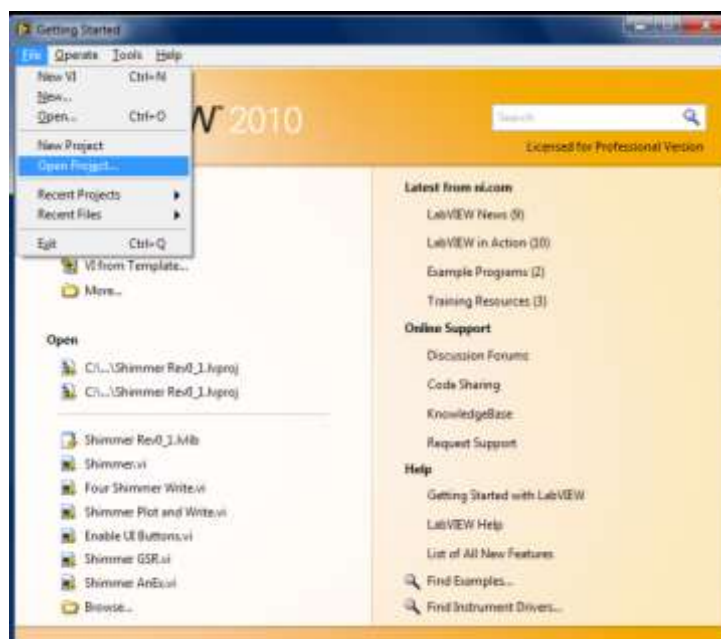 Getting Started
File Operate Tools Help
New VI Ctrl+N
New...
Open... Ctrl+O
New Project
Open Project...
Recent Projects
Recent Files
Exit Ctrl+Q
W 2010
Search
Licensed for Professional Version
VI from Template...
More...
Open
C:\...\Shimmer Rev0_1.lvproj
C:\...\Shimmer Rev0_1.lvproj
Shimmer Rev0_1.lvlib
Shimmer.vi
Four Shimmer Write.vi
Shimmer Plot and Write.vi
Enable UI Buttons.vi
Shimmer GSR.vi
Shimmer AnEx.vi
Browse...
Latest from ni.com
LabVIEW News (9)
LabVIEW in Action (10)
Example Programs (2)
Training Resources (3)
Online Support
Discussion Forums
Code Sharing
KnowledgeBase
Request Support
Help
Getting Started with LabVIEW
LabVIEW Help
List of All New Features
Find Examples...
Find Instrument Drivers...